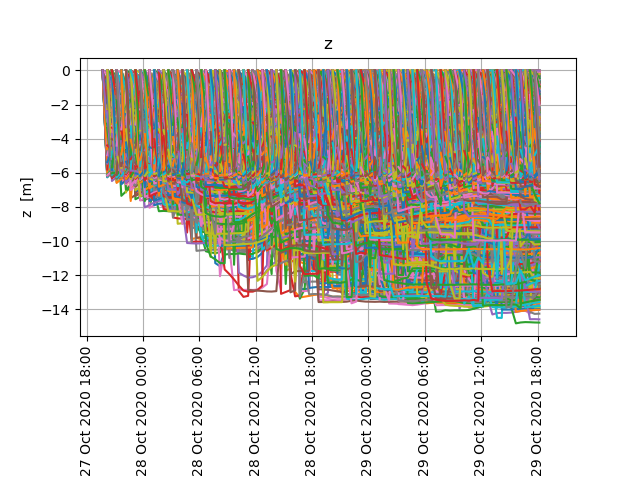 z
0
−2
−4
−6
−8
−10
−12
−14
z [m]
27 Oct 2020 18:00
28 Oct 2020 00:00
28 Oct 2020 06:00
28 Oct 2020 12:00
28 Oct 2020 18:00
29 Oct 2020 00:00
29 Oct 2020 06:00
29 Oct 2020 12:00
29 Oct 2020 18:00